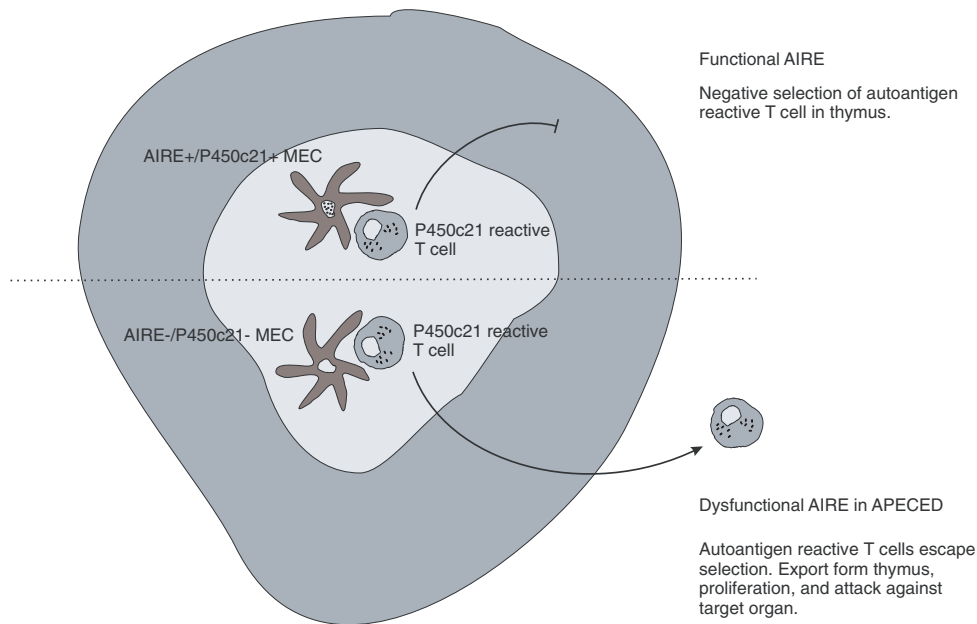 Functional AIRE
Negative selection of autoantigen
reactive T cell in thymus.
AIRE+/P450c21+ MEC
P450c21 reactive
T cell
AIRE-/P450c21- MEC
P450c21 reactive
T cell
Dysfunctional AIRE in APECED
Autoantigen reactive T cells escape
selection. Export form thymus,
proliferation, and attack against
target organ.